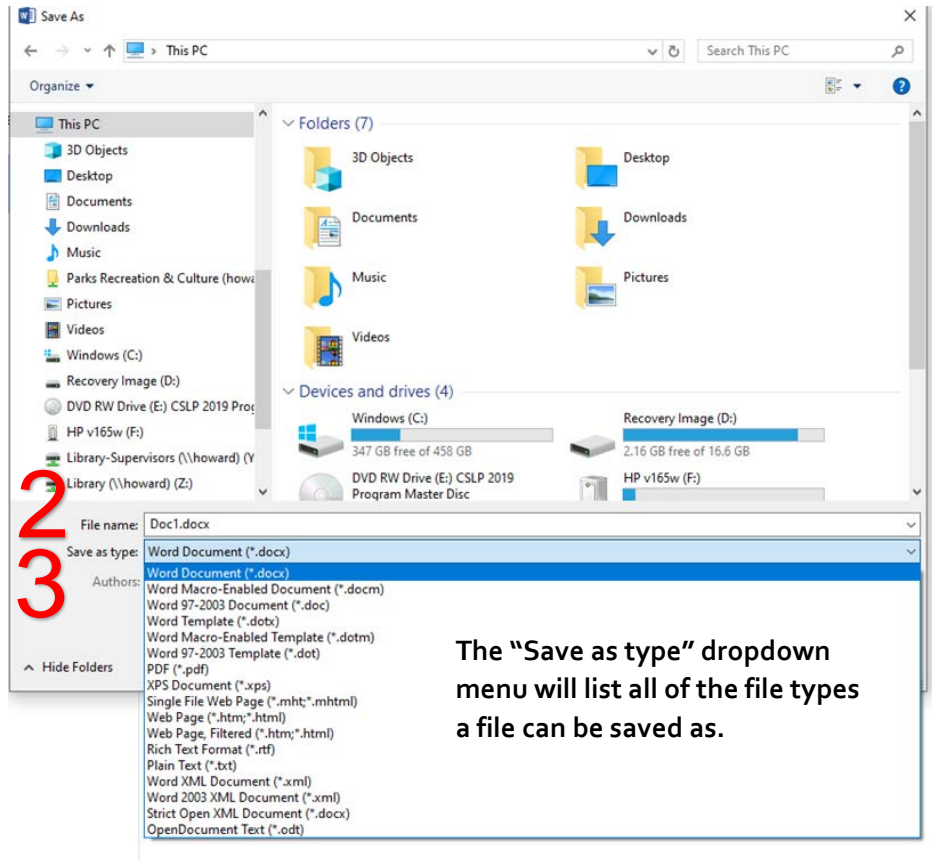 Save As
This PC
Search This PC
Organize
This PC
3D Objects
Desktop
Documents
Downloads
Music
Parks Recreation & Culture (howa
Pictures
Videos
Windows (C:)
Recovery Image (D:)
DVD RW Drive (E:) CSLP 2019 Prog
HP v165w (F:)
Library-Supervisors (\\howard) (Y
Library (\\howard) (Z:)
Folders (7)
3D Objects
Desktop
Documents
Downloads
Music
Pictures
Videos
Devices and drives (4)
Windows (C:)
347 GB free of 458 GB
Recovery Image (D:)
2.16 GB free of 16.6 GB
DVD RW Drive (E:) CSLP 2019
Program Master Disc
HP v165w (F:)
2
File name: Doc1.docx
3
Save as type: Word Document (*.docx)
Authors:
Word Document (*.docx)
Word Macro-Enabled Document (*.docm)
Word 97-2003 Document (*.doc)
Word Template (*.dotx)
Word Macro-Enabled Template (*.dotm)
Word 97-2003 Template (*.dot)
PDF (*.pdf)
XPS Document (*.xps)
Single File Web Page (*.mht;*.mhtml)
Web Page (*.htm;*.html)
Web Page, Filtered (*.htm;*.html)
Rich Text Format (*.rtf)
Plain Text (*.txt)
Word XML Document (*.xml)
Word 2003 XML Document (*.xml)
Strict Open XML Document (*.docx)
OpenDocument Text (*.odt)
Hide Folders
The “Save as type” dropdown
menu will list all of the file types
a file can be saved as.